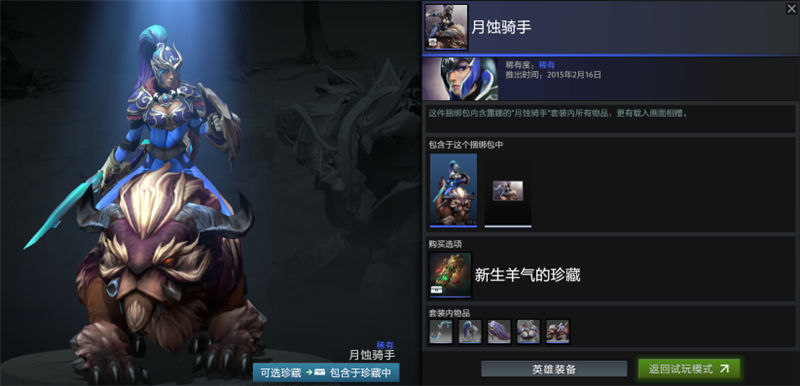 月蚀骑手
稀有度：稀有
推出时间：2015年2月16日
这件捆绑包内含露娜的"月蚀骑手"套装内所有物品，更有载入画面相赠。
包含于这个捆绑包中
购买选项
新生羊气的珍藏
套装内物品
稀有
月蚀骑手
可选珍藏 包含于珍藏中
英雄装备
返回试玩模式